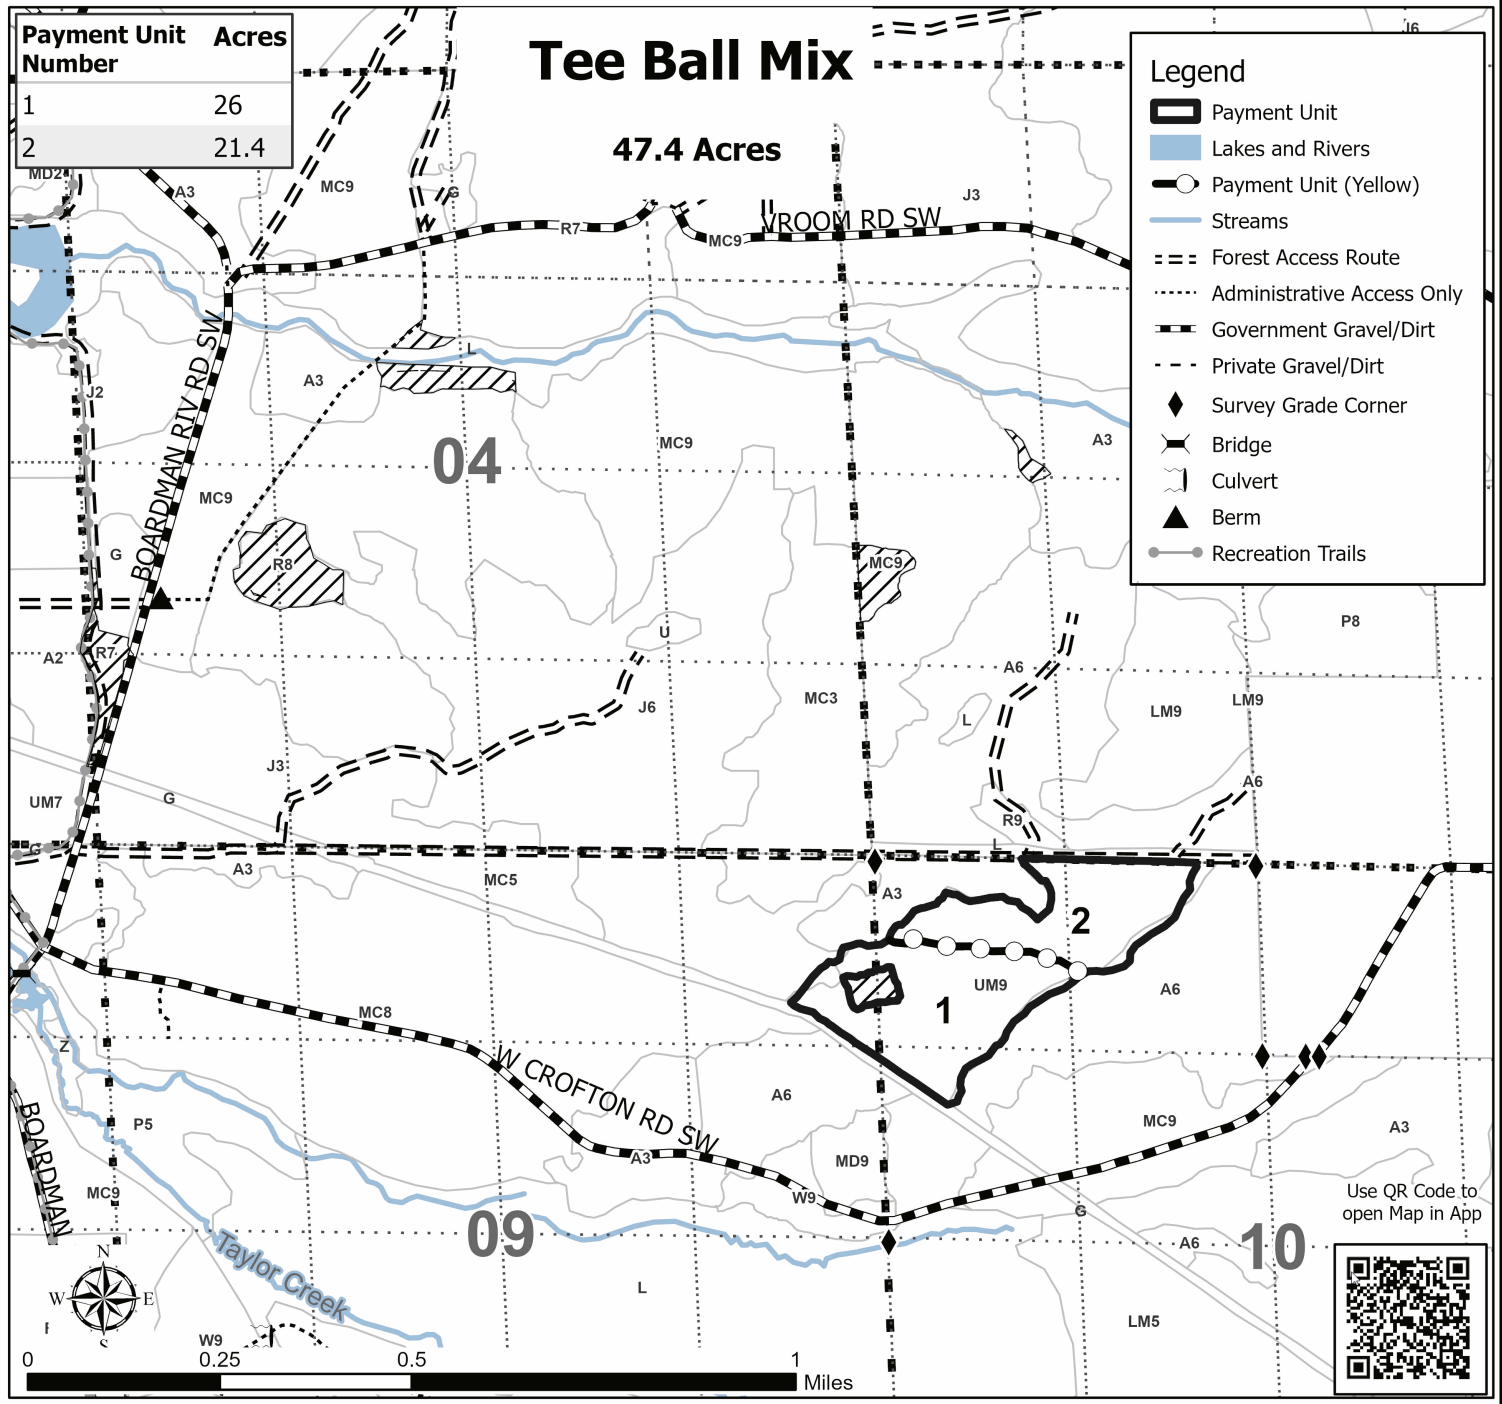 Payment Unit Number Acres
1 26
2 21.4
Tee Ball Mix
47.4 Acres
Legend
Payment Unit
Lakes and Rivers
Payment Unit (Yellow)
Streams
Forest Access Route
Administrative Access Only
Government Gravel/Dirt
Private Gravel/Dirt
Survey Grade Corner
Bridge
Culvert
Berm
Recreation Trails
J6
MD2
A3
MC9
G
J3
R7
MC9
VROOM RD SW
L
A3
J2
BOARDMAN RIV RD SW
MC9
A3
04
MC9
G
R8
MC9
U
P8
A2
R7
A6
J6
MC3
L
LM9
LM9
J3
A6
UM7
G
R9
L
G
A3
MC5
A3
2
UM9
A6
1
MC8
Z
W CROFTON RD SW
A6
MC9
A3
P5
A3
MD9
BOARDMAN
MC9
W9
G
09
A6
10
Taylor Creek
L
LM5
W9
Use QR Code to
open Map in App
N
W E
S
0 0.25 0.5 1
Miles